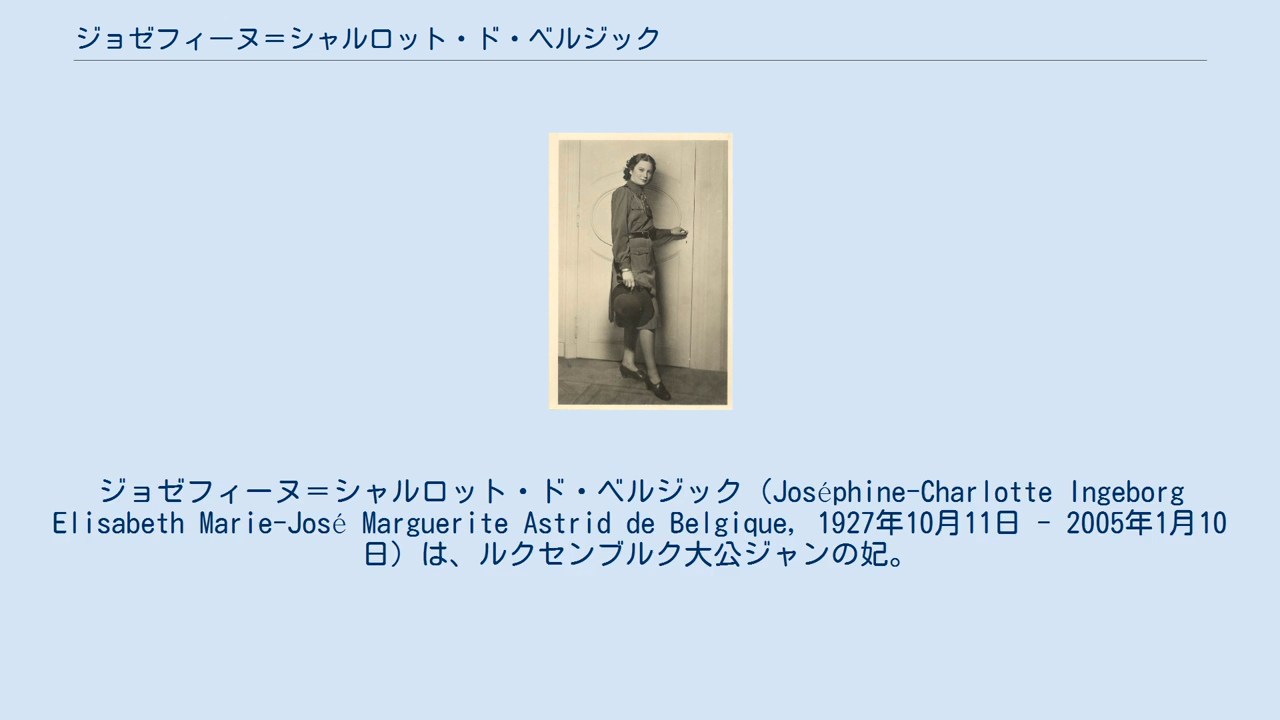 ジョゼフィーヌ＝シャルロット・ド・ベルジック
ジョゼフィーヌ＝シャルロット・ド・ベルジック（Joséphine-Charlotte Ingeborg
Elisabeth Marie-José Marguerite Astrid de Belgique, 1927年10月11日 - 2005年1月10
日）は、ルクセンブルク大公ジャンの妃。